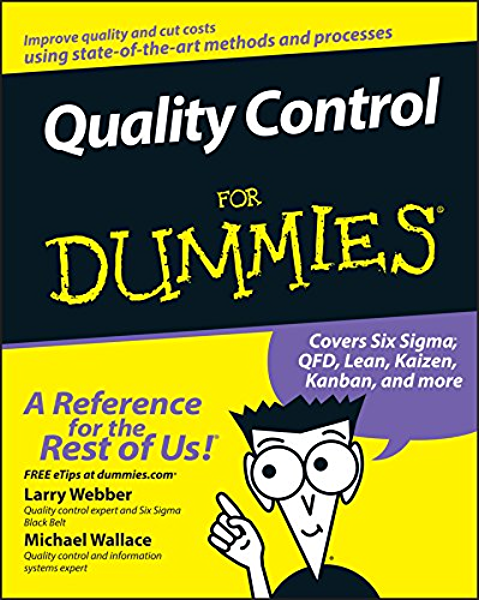 Improve quality and cut costs
using state-of-the-art methods and processes
Quality Control
FOR
DUMMIES®
Covers Six Sigma,
QFD, Lean, Kaizen,
Kanban, and more
A Reference
for the
Rest of Us!®
FREE eTips at dummies.com®
Larry Webber
Quality control expert and Six Sigma
Black Belt
Michael Wallace
Quality control and information
systems expert